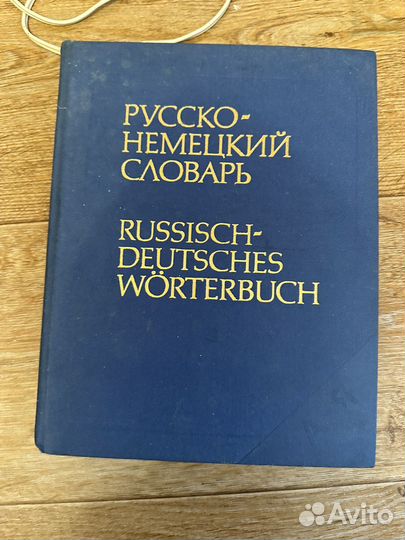 РУССКО-
НЕМЕЦКИЙ
СЛОВАРЬ
RUSSISCH-
DEUTSCHES
WÖRTERBUCH
Avito